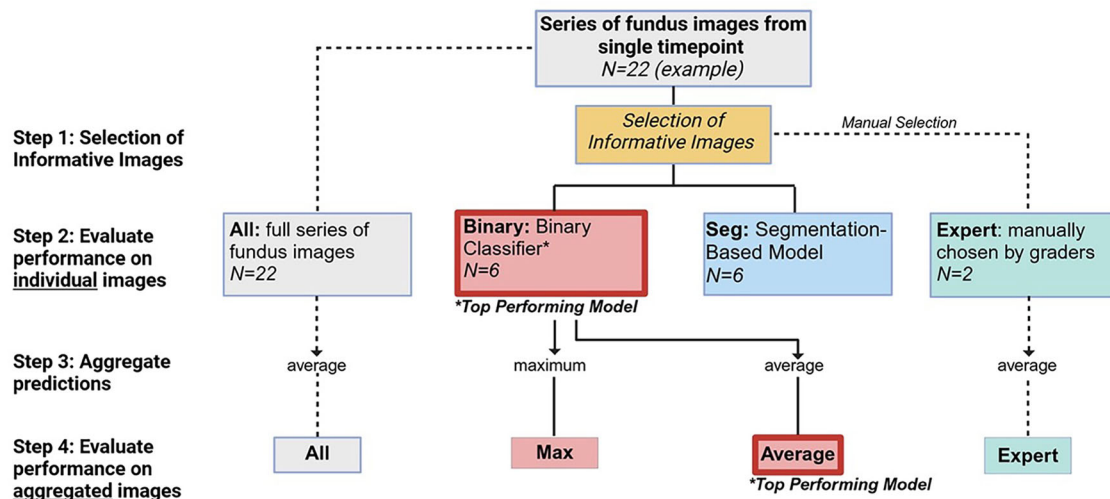 Series of fundus images from
single timepoint
N=22 (example)
Step 1: Selection of
Informative Images
Selection of
Informative Images
Manual Selection
Step 2: Evaluate
performance on
individual images
All: full series of
fundus images
N=22
Binary: Binary
Classifier*
N=6
*Top Performing Model
Seg: Segmentation-
Based Model
N=6
Expert: manually
chosen by graders
N=2
Step 3: Aggregate
predictions
average
maximum
average
average
Step 4: Evaluate
performance on
aggregated images
All
Max
Average
*Top Performing Model
Expert